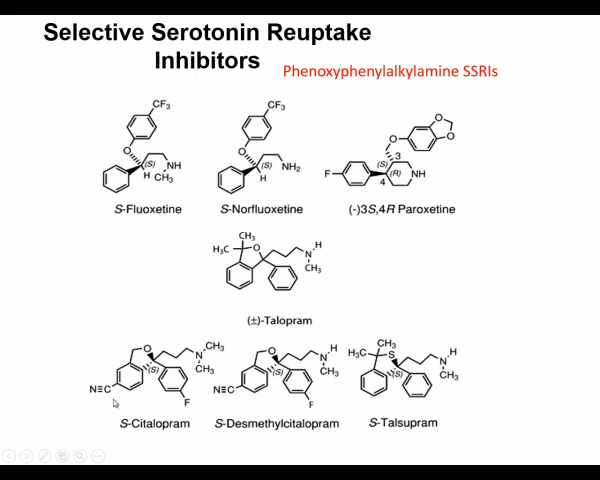 Selective Serotonin Reuptake
Inhibitors
Phenoxyphenylalkylamine SSRIs
CF₃
O
(S)
NH
H
CH₃
S-Fluoxetine
CF₃
O
(S)
NH₂
H
S-Norfluoxetine
O
O
O
3
(S)
(R)
F
4
NH
(-)3S,4R Paroxetine
CH₃
H₃C
O
H
N
CH₃
(±)-Talopram
O
CH₃
N
CH₃
(S)
N≡C
F
S-Citalopram
O
H
N
CH₃
(S)
N≡C
F
S-Desmethylcitalopram
CH₃
H₃C
S
H
N
CH₃
(S)
S-Talsupram